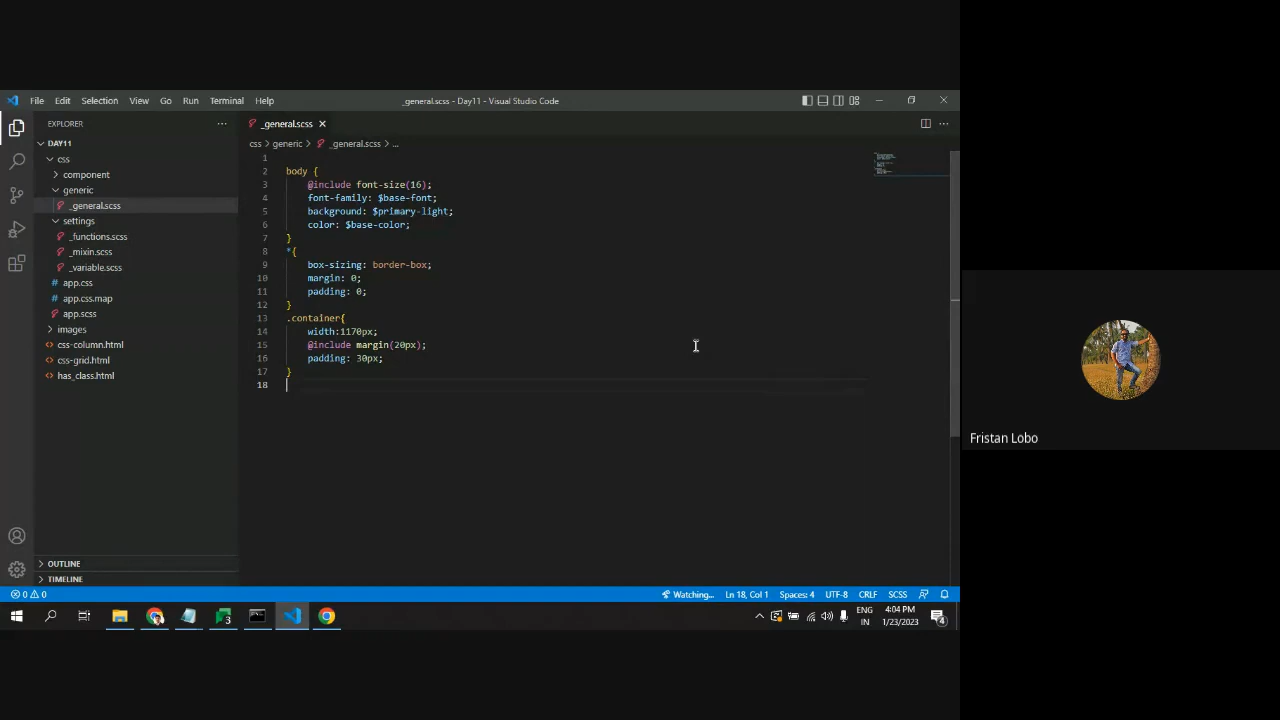 File Edit Selection View Go Run Terminal Help
_general.scss - Day11 - Visual Studio Code
EXPLORER
DAY11
css
component
generic
_general.scss
settings
_functions.scss
_mixin.scss
_variable.scss
app.css
app.css.map
app.scss
images
css-column.html
css-grid.html
has_class.html
OUTLINE
TIMELINE
_general.scss
css > generic > _general.scss > ...
1
2 body {
3 @include font-size(16);
4 font-family: $base-font;
5 background: $primary-light;
6 color: $base-color;
7 }
8 *{
9 box-sizing: border-box;
10 margin: 0;
11 padding: 0;
12 }
13 .container{
14 width:1170px;
15 @include margin(20px);
16 padding: 30px;
17 }
18
0 0
Watching... Ln 18, Col 1 Spaces: 4 UTF-8 CRLF SCSS
3
ENG
IN
4:04 PM
1/23/2023
4
Fristan Lobo